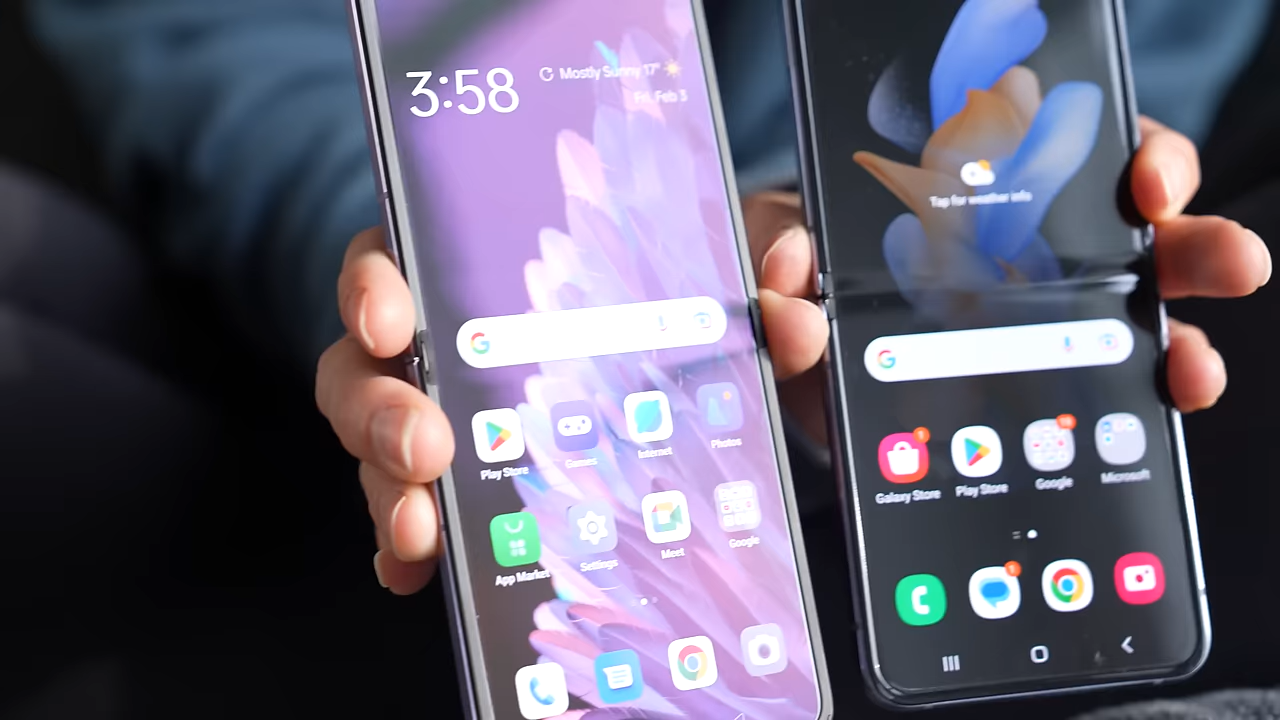 3:58
Mostly Sunny 17°
Fri, Feb 3
Play Store
Games
Internet
Photos
App Market
Settings
Meet
Google
Tap for weather info
Galaxy Store
Play Store
Google
Microsoft